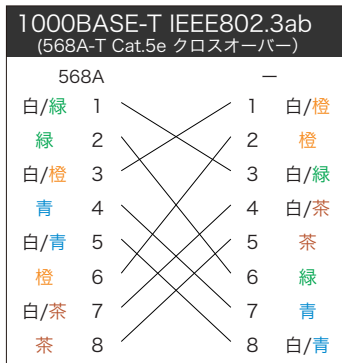 1000BASE-T IEEE802.3ab
(568A-T Cat.5e クロスオーバー)
568A —
白/緑 1 1 白/橙
緑 2 2 橙
白/橙 3 3 白/緑
青 4 4 白/茶
白/青 5 5 茶
橙 6 6 緑
白/茶 7 7 青
茶 8 8 白/青